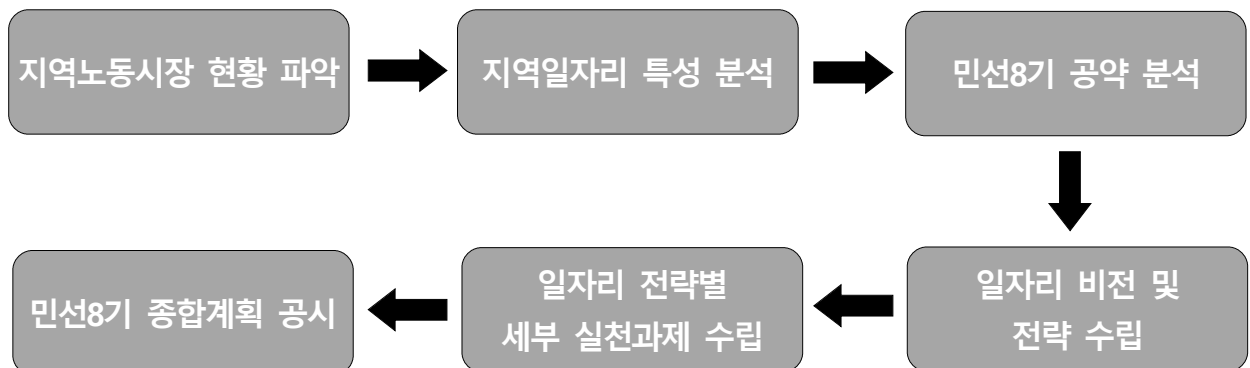 지역노동시장 현황 파악
지역일자리 특성 분석
민선8기 공약 분석
일자리 비전 및
전략 수립
일자리 전략별
세부 실천과제 수립
민선8기 종합계획 공시